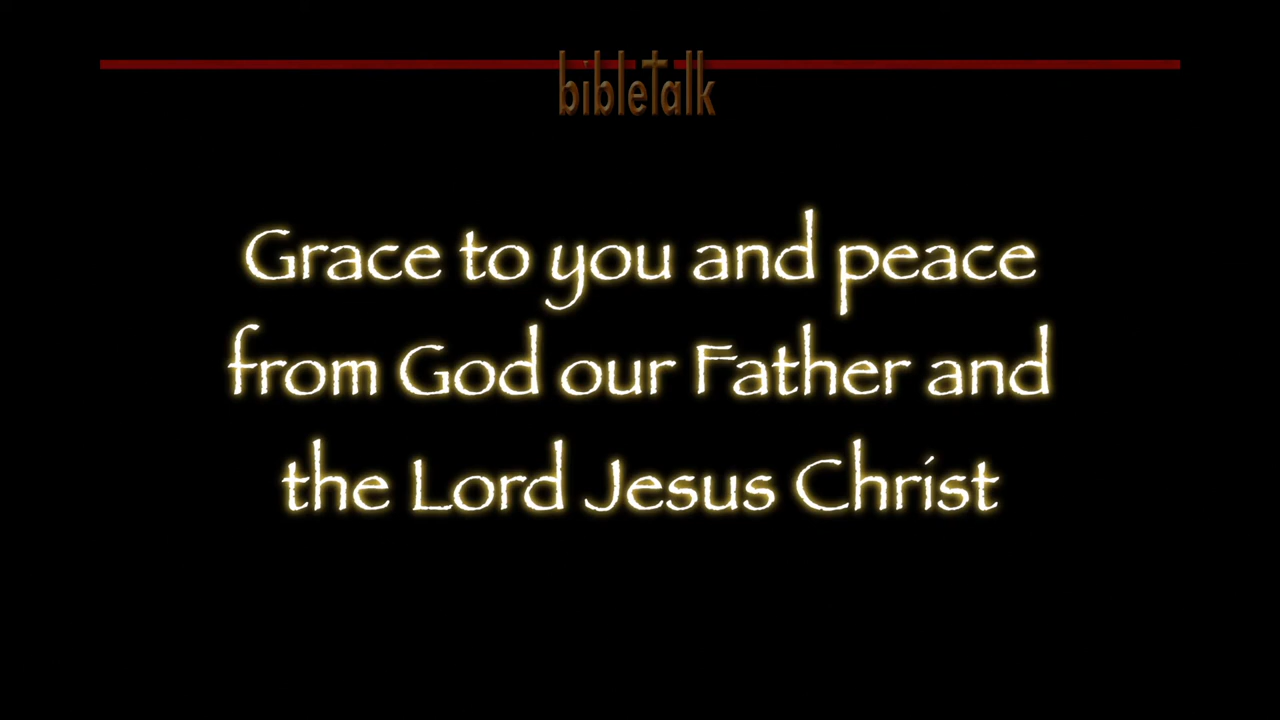 bibleTalk
Grace to you and peace
from God our Father and
the Lord Jesus Christ